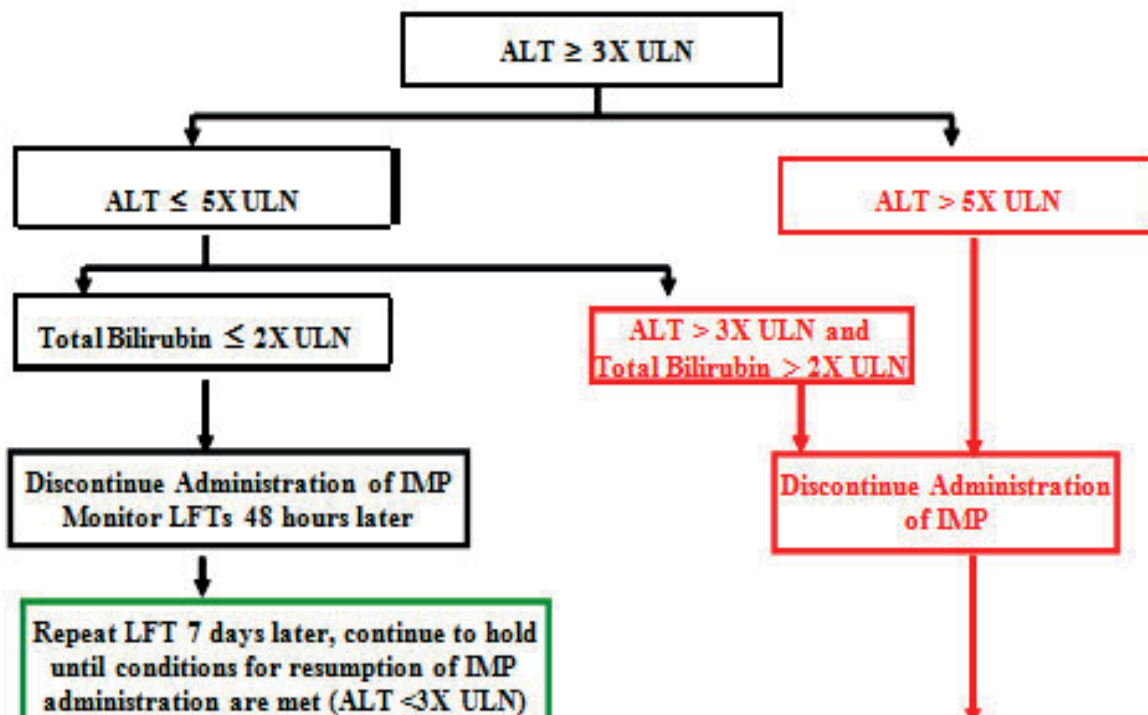 ALT ≥ 3X ULN
ALT ≤ 5X ULN
ALT > 5X ULN
Total Bilirubin ≤ 2X ULN
ALT > 3X ULN and
Total Bilirubin > 2X ULN
Discontinue Administration of IMP
Monitor LFTs 48 hours later
Discontinue Administration
of IMP
Repeat LFT 7 days later, continue to hold
until conditions for resumption of IMP
administration are met (ALT <3X ULN)